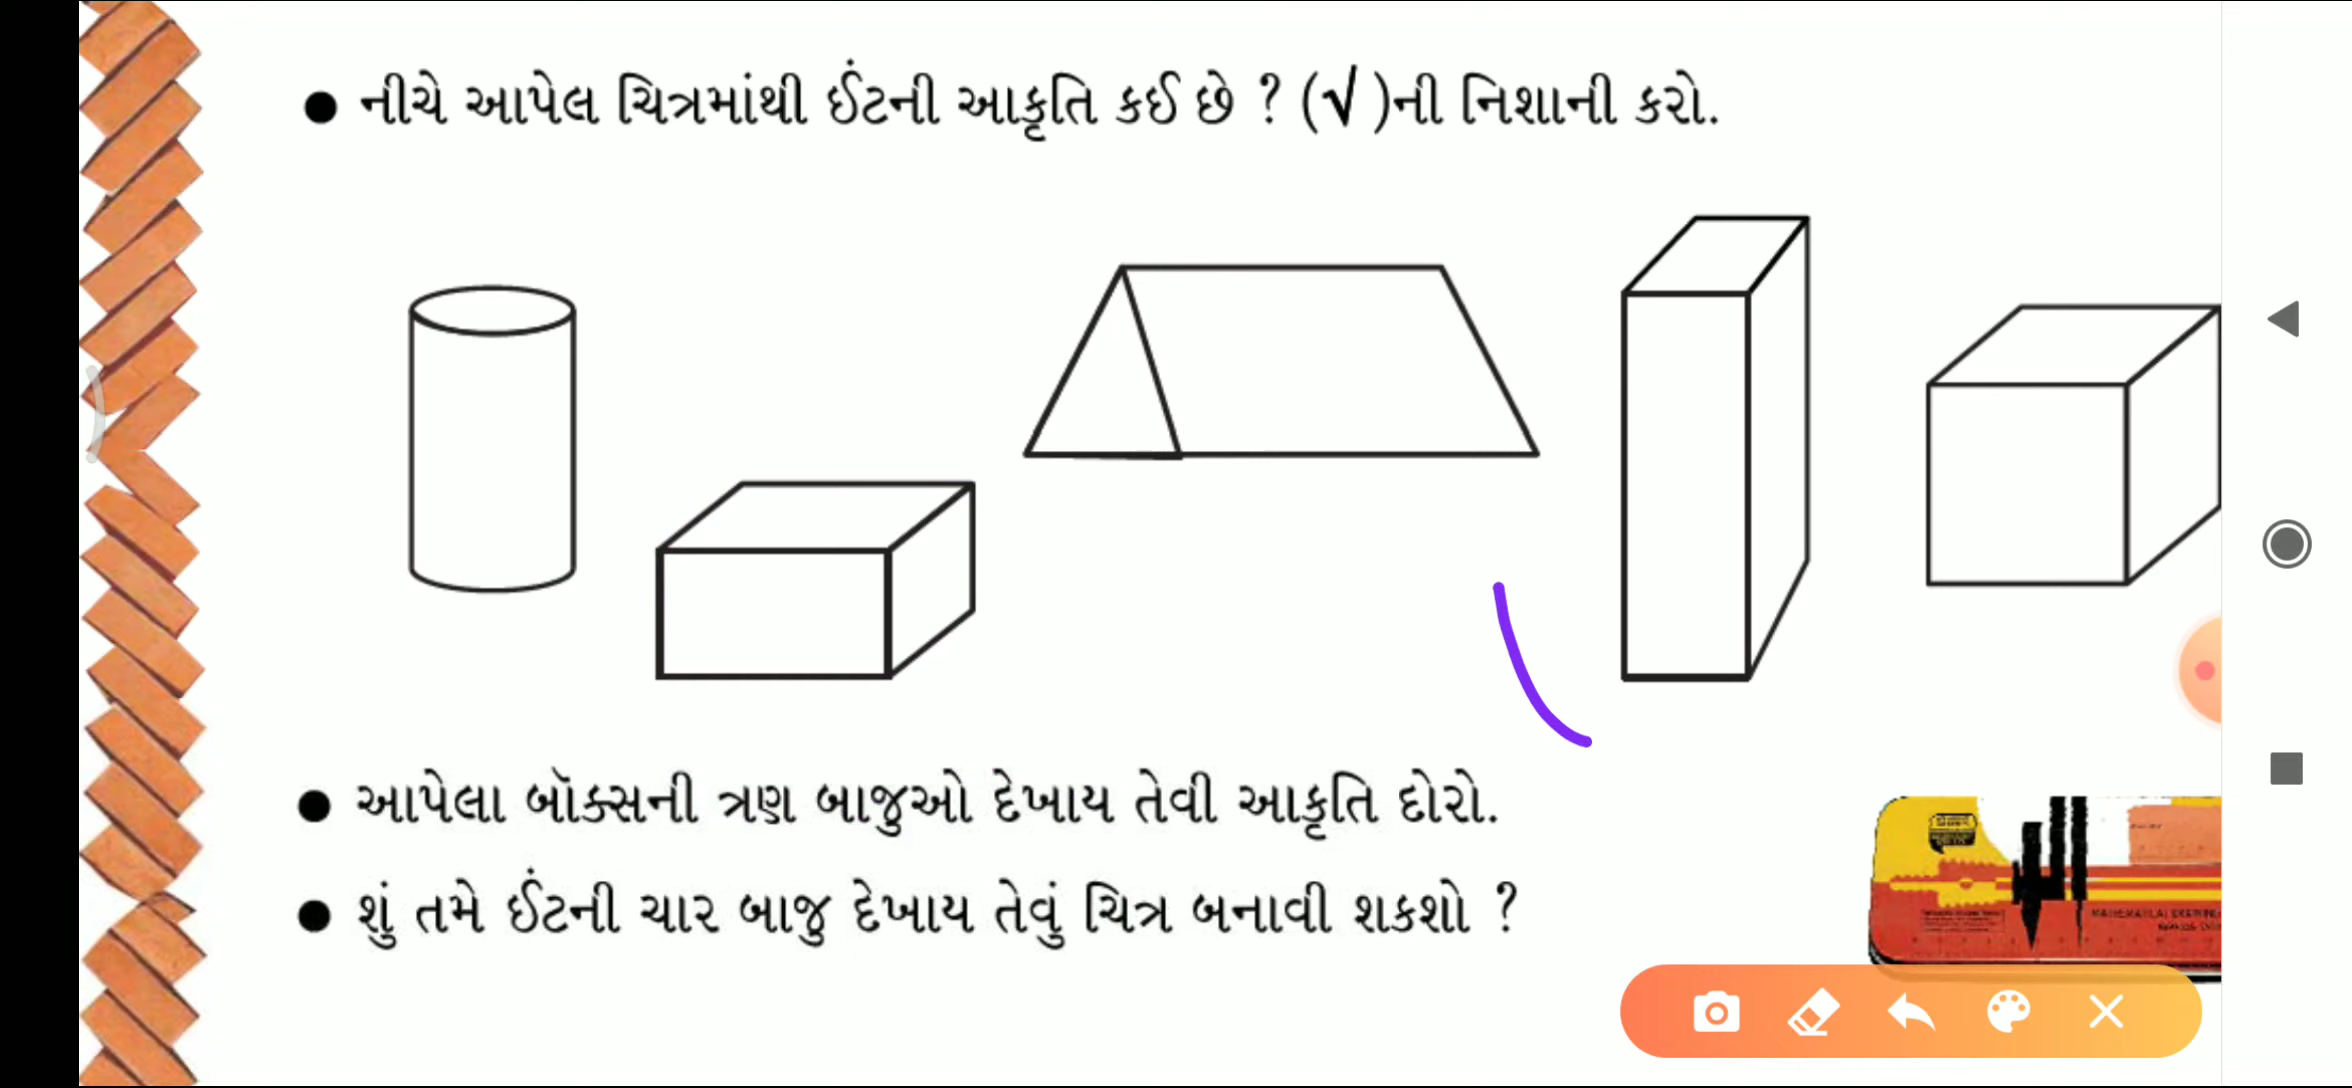 ● નીચે આપેલ ચિત્રમાંથી ઈંટની આકૃતિ કઈ છે ? (√ )ની નિશાની કરો.
● આપેલા બૉક્સની ત્રણ બાજુઓ દેખાય તેવી આકૃતિ દોરો.
● શું તમે ઈંટની ચાર બાજુ દેખાય તેવું ચિત્ર બનાવી શકશો ?